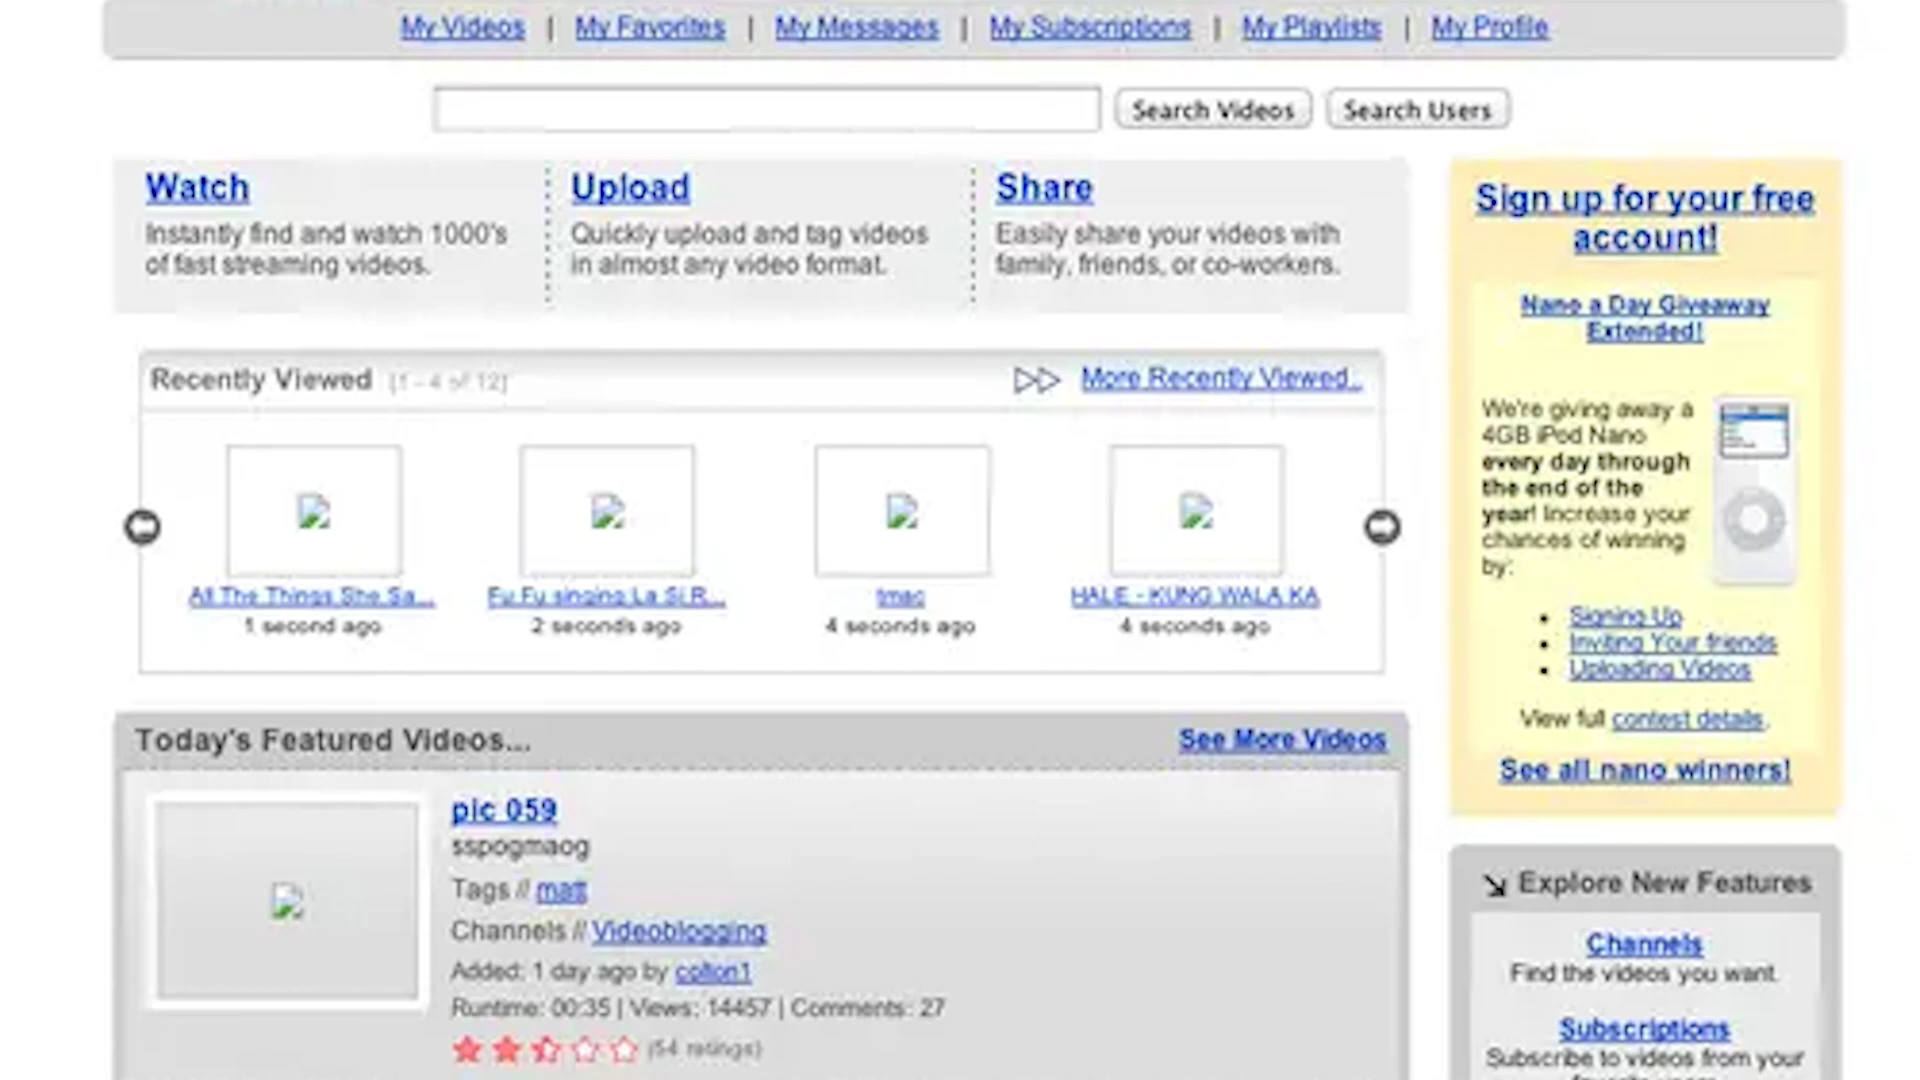 My Videos | My Favorites | My Messages | My Subscriptions | My Playlists | My Profile
Search Videos Search Users
Watch
Instantly find and watch 1000's
of fast streaming videos.
Upload
Quickly upload and tag videos
in almost any video format.
Share
Easily share your videos with
family, friends, or co-workers.
Recently Viewed [1 - 4 of 12] More Recently Viewed..
All The Things She Sa...
1 second ago
Fu Fu singing La Si R...
2 seconds ago
tmac
4 seconds ago
HALE - KUNG WALA KA
4 seconds ago
Today's Featured Videos... See More Videos
pic 059
sspogmaog
Tags // matt
Channels // Videoblogging
Added: 1 day ago by colton1
Runtime: 00:35 | Views: 14457 | Comments: 27
(54 ratings)
Sign up for your free
account!
Nano a Day Giveaway
Extended!
We're giving away a
4GB iPod Nano
every day through
the end of the
year! Increase your
chances of winning
by:
• Signing Up
• Inviting Your friends
• Uploading Videos
View full contest details.
See all nano winners!
Explore New Features
Channels
Find the videos you want.
Subscriptions
Subscribe to videos from your